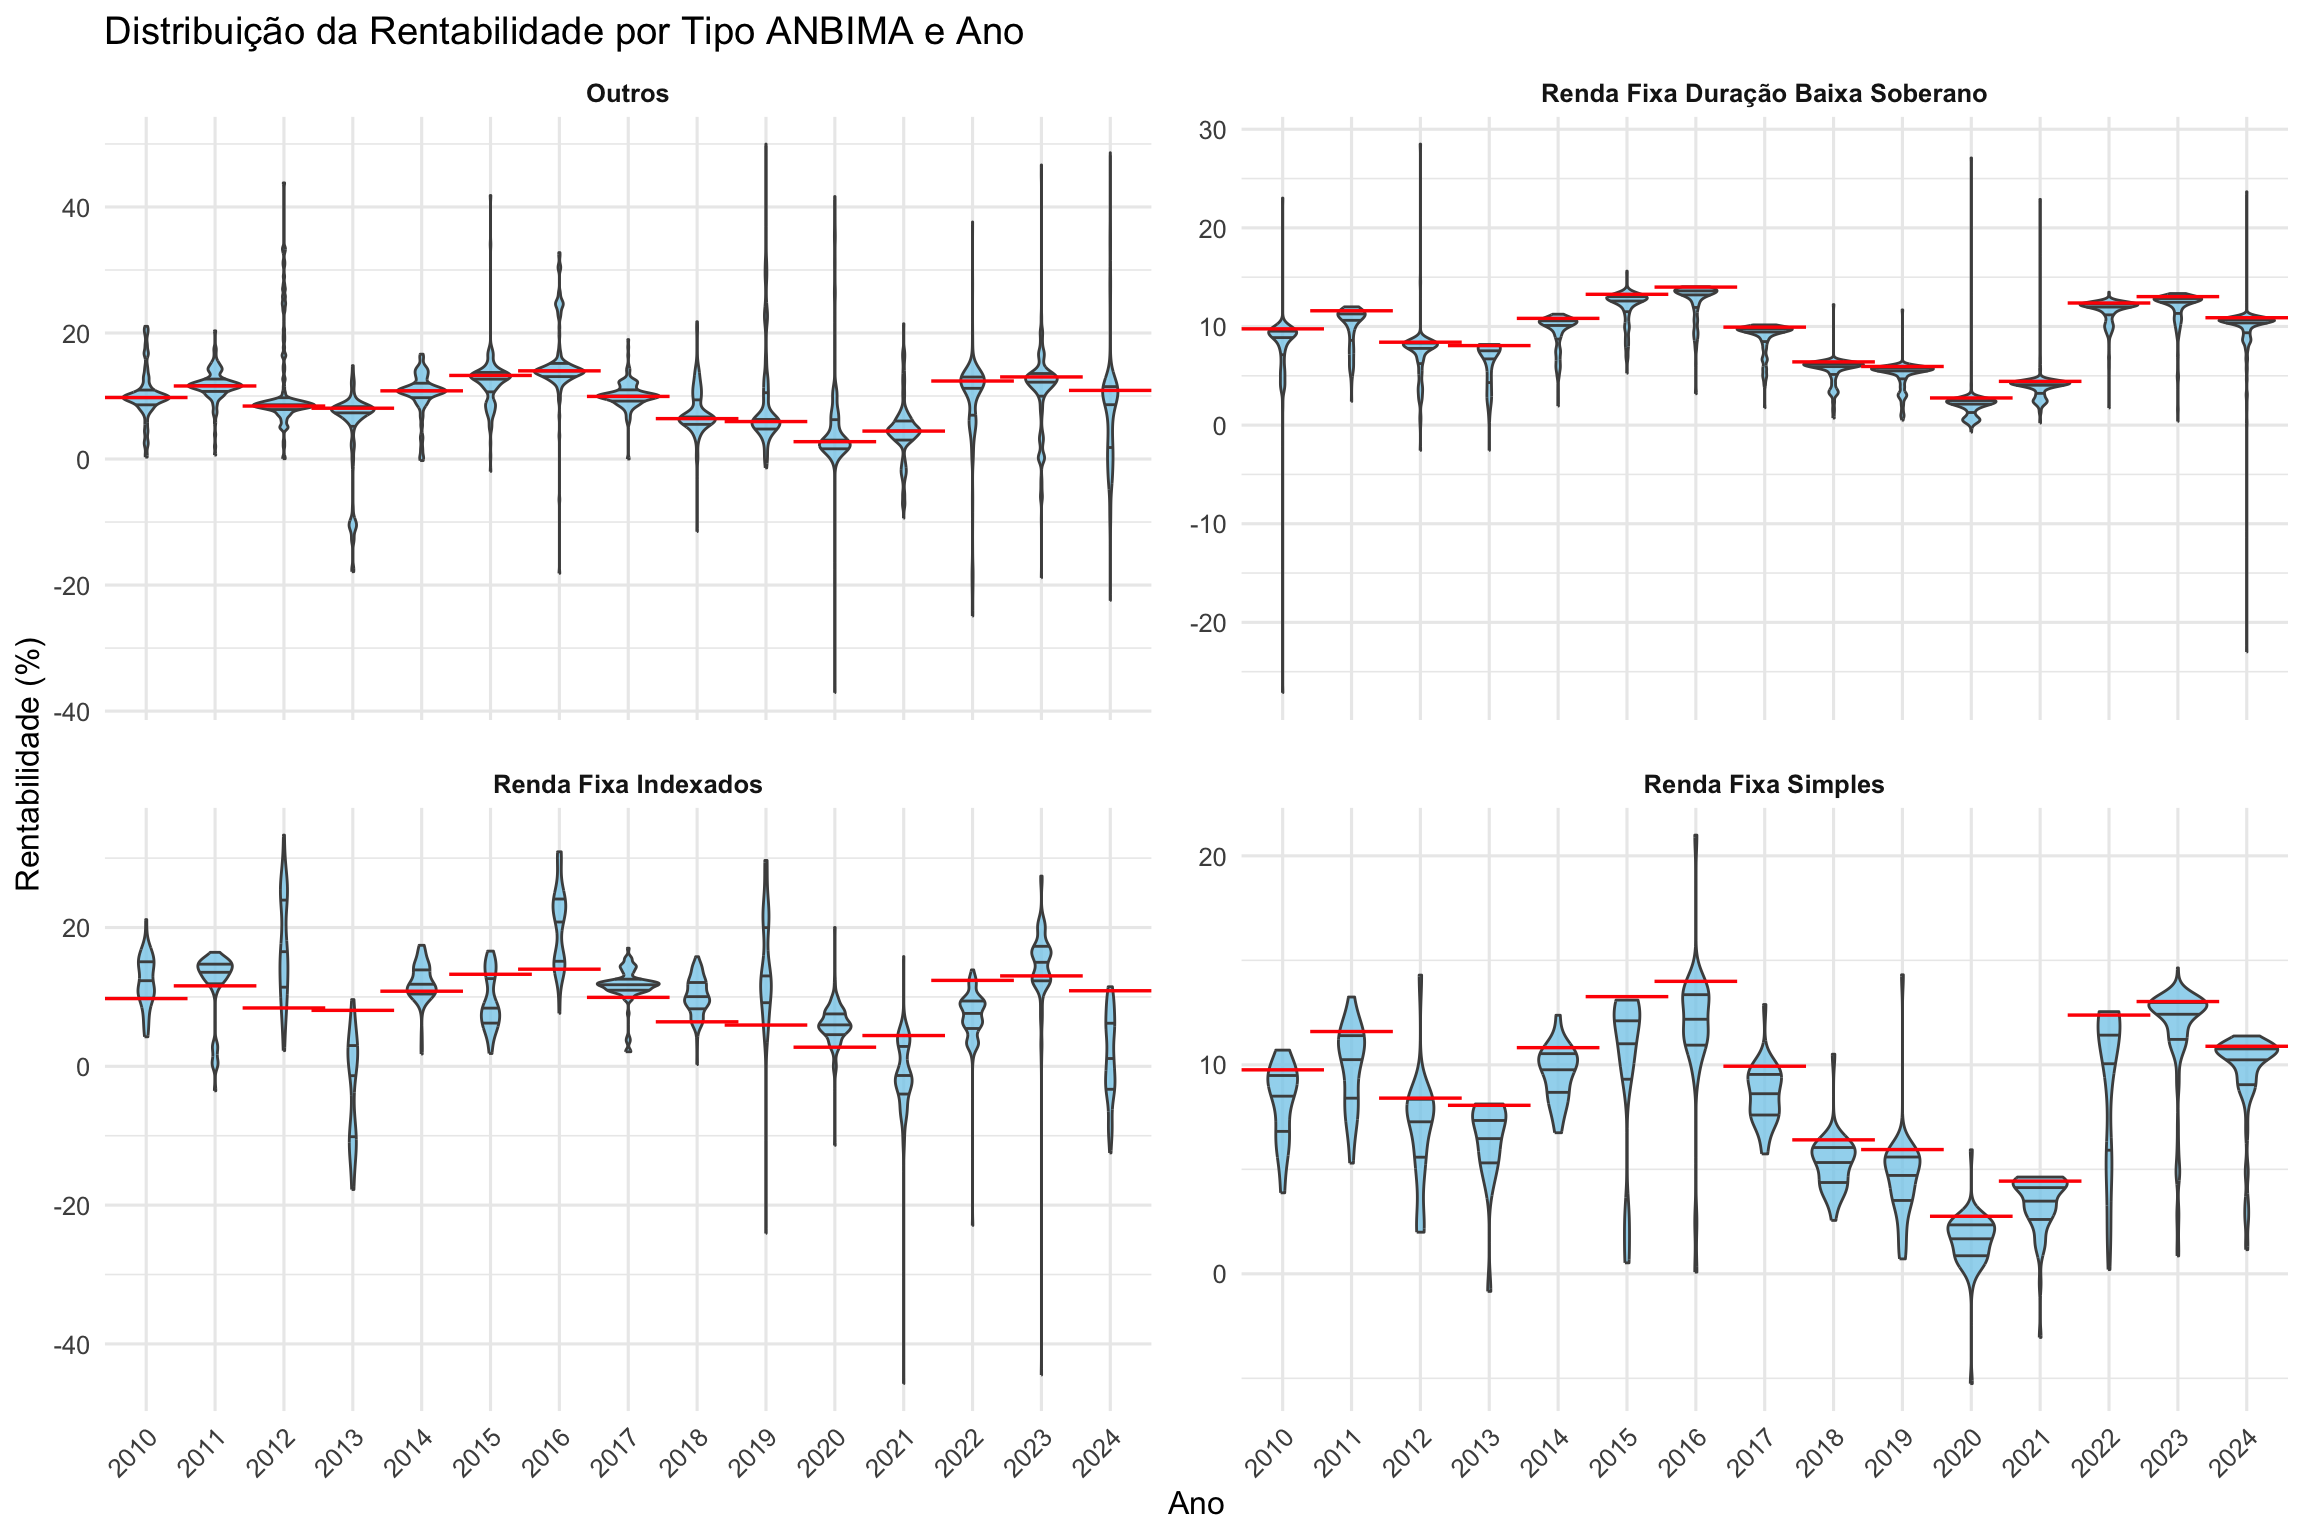 Distribuição da Rentabilidade por Tipo ANBIMA e Ano
Outros
Renda Fixa Duração Baixa Soberano
40
20
0
-20
-40
30
20
10
0
-10
-20
Rentabilidade (%)
Renda Fixa Indexados
Renda Fixa Simples
20
0
-20
-40
20
10
0
2010 2011 2012 2013 2014 2015 2016 2017 2018 2019 2020 2021 2022 2023 2024
2010 2011 2012 2013 2014 2015 2016 2017 2018 2019 2020 2021 2022 2023 2024
Ano